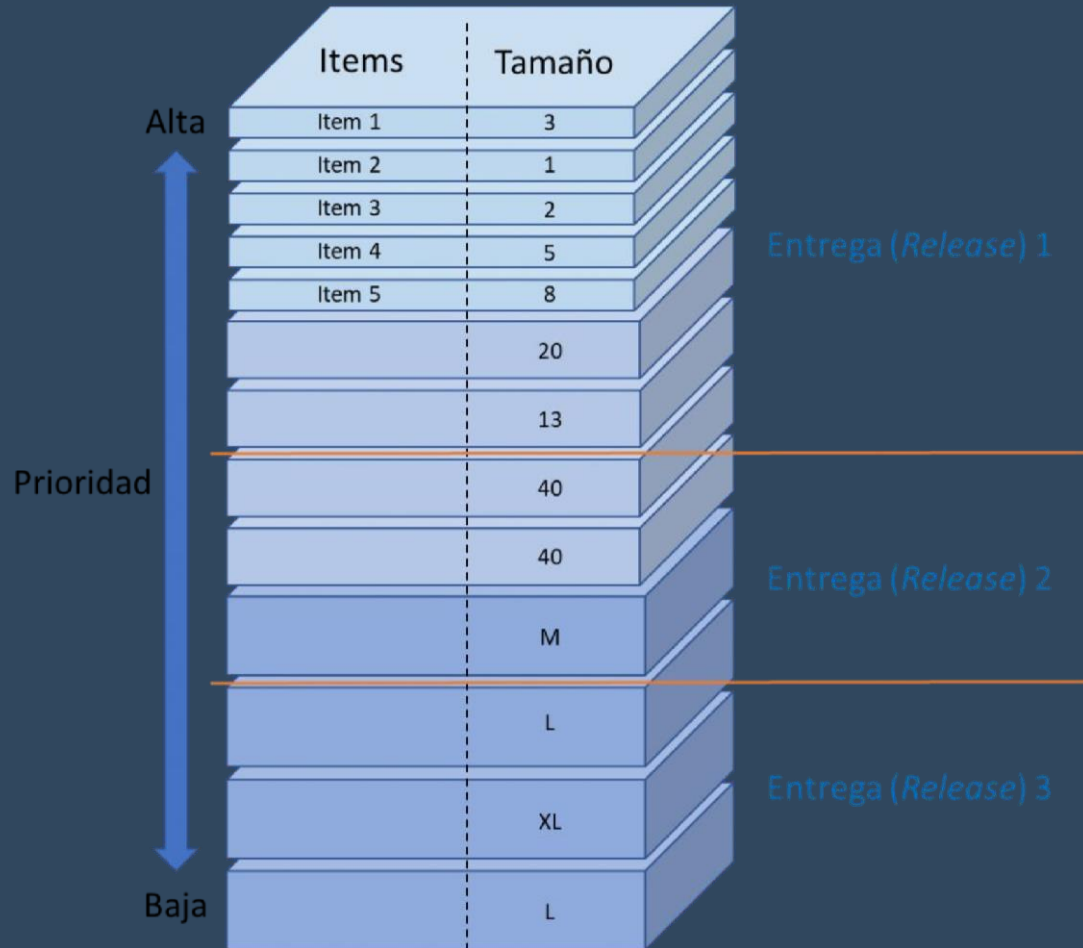 Items Tamaño
Alta
Item 1 3
Item 2 1
Item 3 2
Entrega (Release) 1
Item 4 5
Item 5 8
20
13
Prioridad
40
40
Entrega (Release) 2
M
L
Entrega (Release) 3
XL
Baja
L